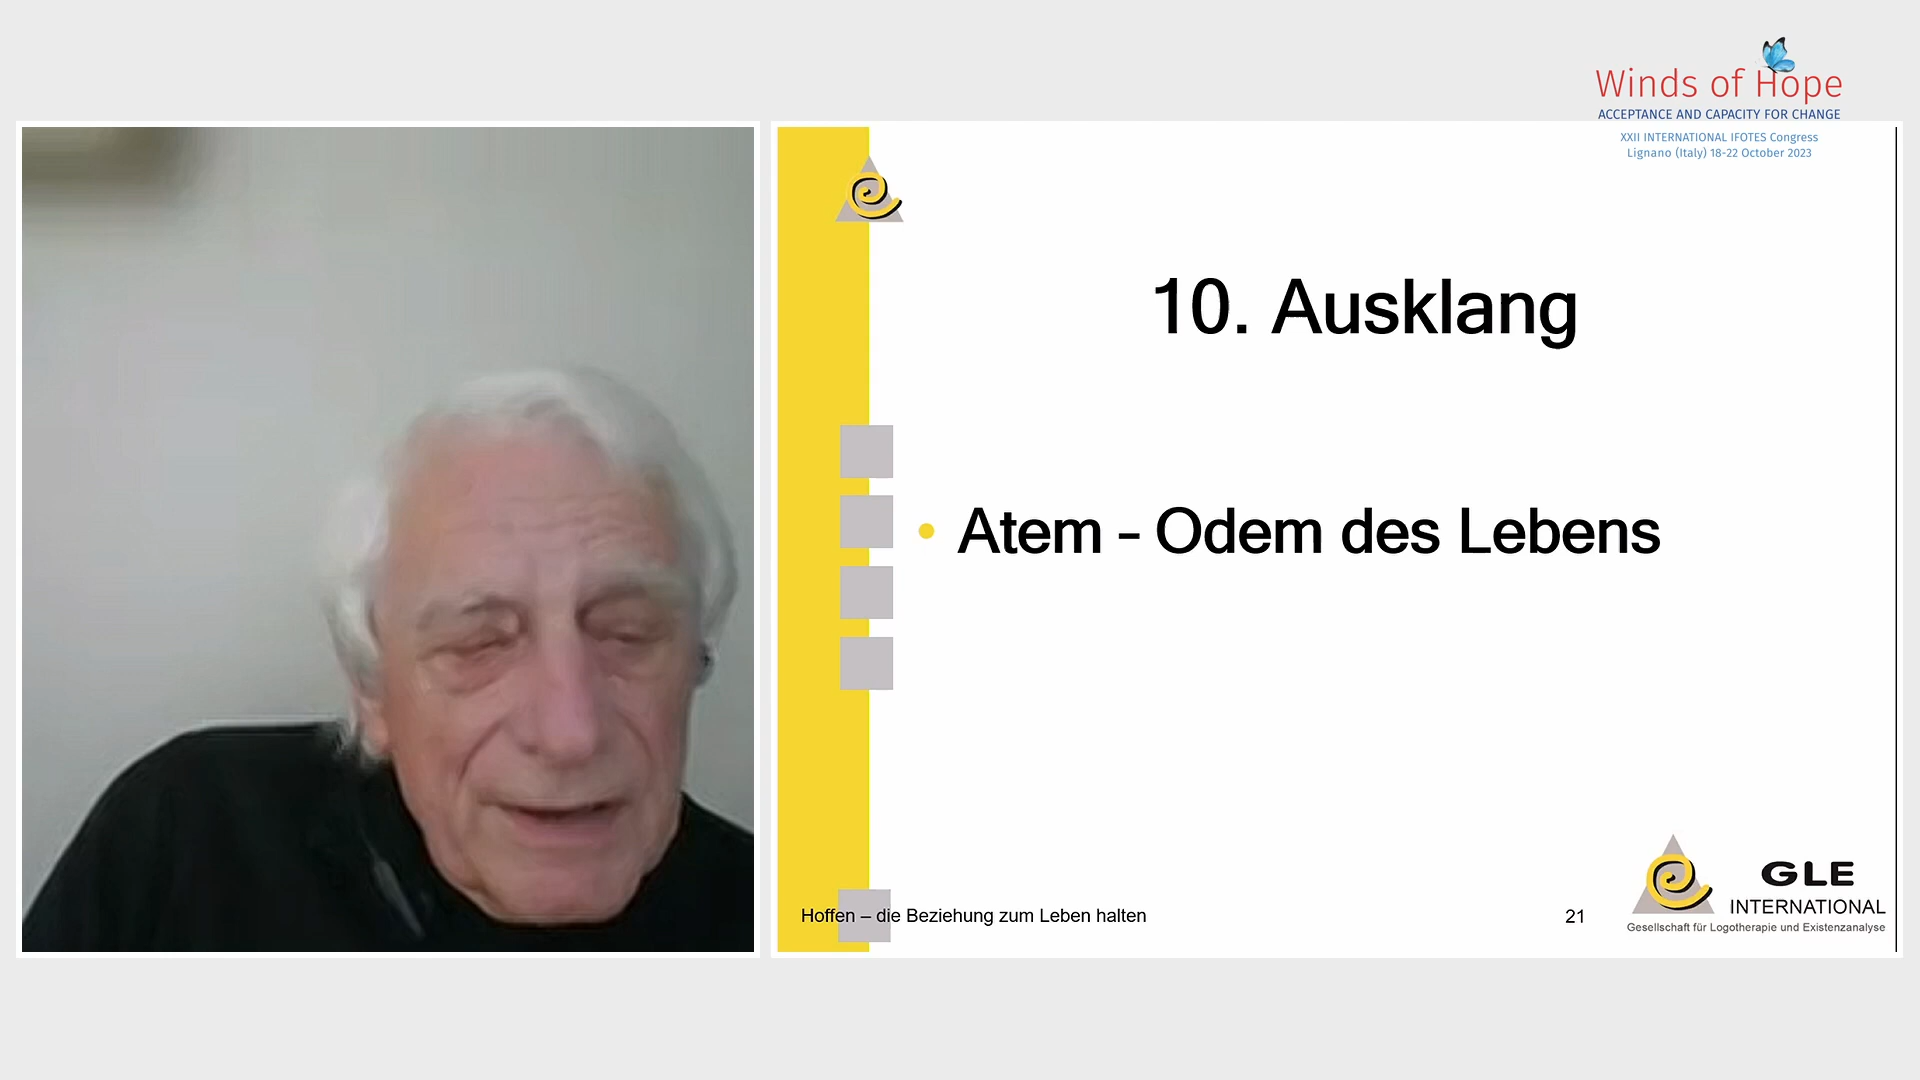 Winds of Hope
ACCEPTANCE AND CAPACITY FOR CHANGE
XXII INTERNATIONAL IFOTES Congress
Lignano (Italy) 18-22 October 2023
10. Ausklang
• Atem - Odem des Lebens
Hoffen – die Beziehung zum Leben halten
21
GLE
INTERNATIONAL
Gesellschaft für Logotherapie und Existenzanalyse